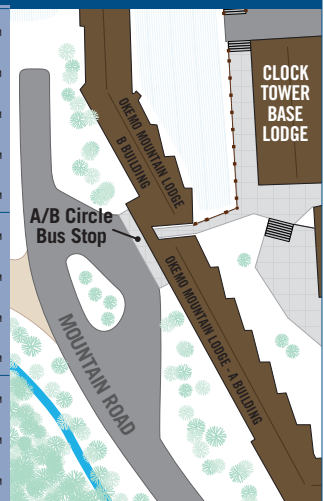 CLOCK
TOWER
BASE
LODGE
OKEMO MOUNTAIN LODGE
B BUILDING
A/B Circle
Bus Stop
OKEMO MOUNTAIN LODGE - A BUILDING
MOUNTAIN ROAD